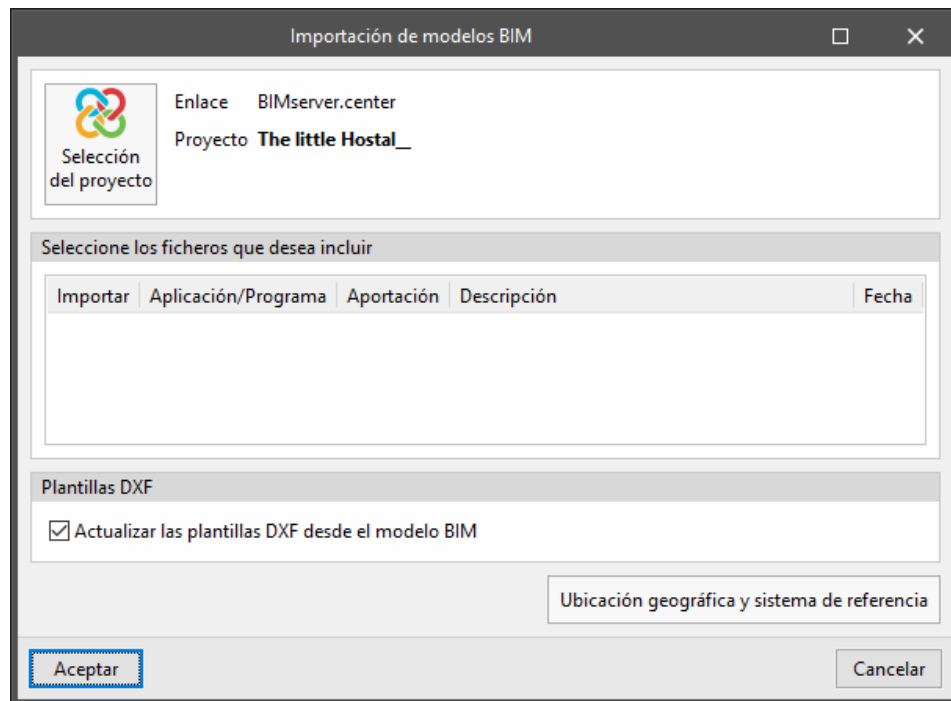 Importación de modelos BIM
Selección
del proyecto
Enlace BIMserver.center
Proyecto The little Hostal__
Seleccione los ficheros que desea incluir
Importar Aplicación/Programa Aportación Descripción Fecha
Plantillas DXF
Actualizar las plantillas DXF desde el modelo BIM
Ubicación geográfica y sistema de referencia
Aceptar Cancelar